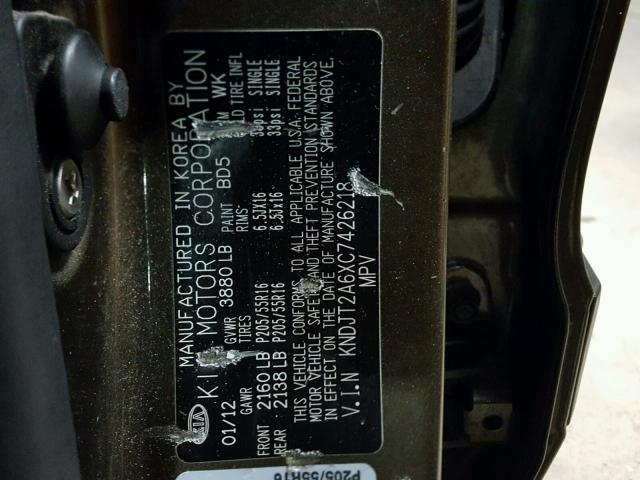 MANUFACTURED IN KOREA BY
KIA K MOTORS CORPORATION
01/12 GVWR 3880 LB PAINT BD5 WK
GAWR TIRES RIMS TIRE INFL
FRONT 2160 LB P205/55R16 6.5JX16 33psi SINGLE
REAR 2138 LB P205/55R16 6.5JX16 33psi SINGLE
THIS VEHICLE CONFORMS TO ALL APPLICABLE U.S.A. FEDERAL
MOTOR VEHICLE SAFETY AND THEFT PREVENTION STANDARDS
IN EFFECT ON THE DATE OF MANUFACTURE SHOWN ABOVE.
V.I.N KNDJTT2A6XC7426218
MPV
P205/55R16